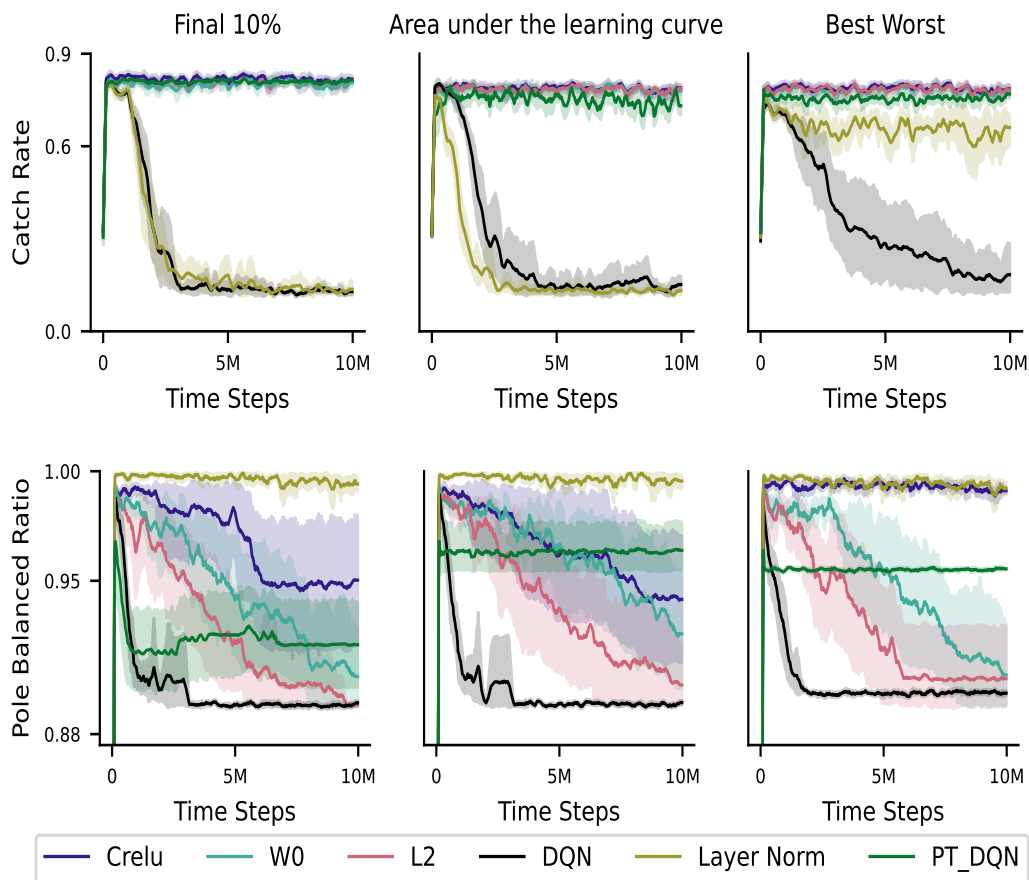 Final 10%
Area under the learning curve
Best Worst
Catch Rate
0.9
0.6
0.0
0 5M 10M
0 5M 10M
0 5M 10M
Time Steps
Time Steps
Time Steps
Pole Balanced Ratio
1.00
0.95
0.88
0 5M 10M
0 5M 10M
0 5M 10M
Time Steps
Time Steps
Time Steps
Crelu W0 L2 DQN Layer Norm PT_DQN